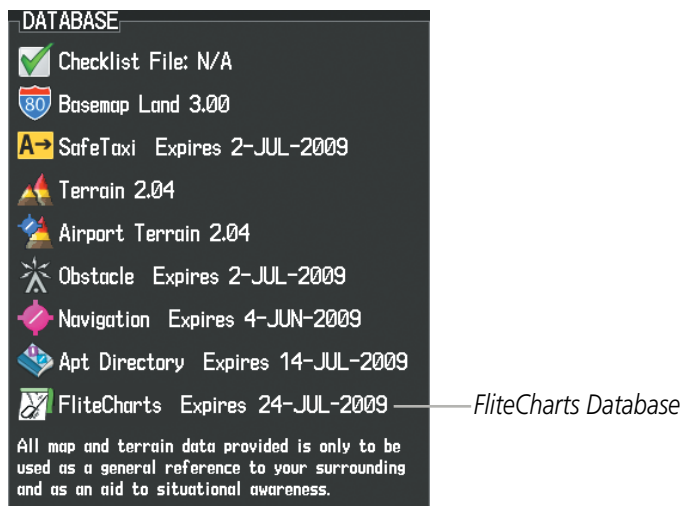 DATABASE
Checklist File: N/A
80 Basemap Land 3.00
A→ SafeTaxi Expires 2-JUL-2009
Terrain 2.04
Airport Terrain 2.04
Obstacle Expires 2-JUL-2009
Navigation Expires 4-JUN-2009
Apt Directory Expires 14-JUL-2009
FliteCharts Expires 24-JUL-2009 FliteCharts Database
All map and terrain data provided is only to be
used as a general reference to your surrounding
and as an aid to situational awareness.